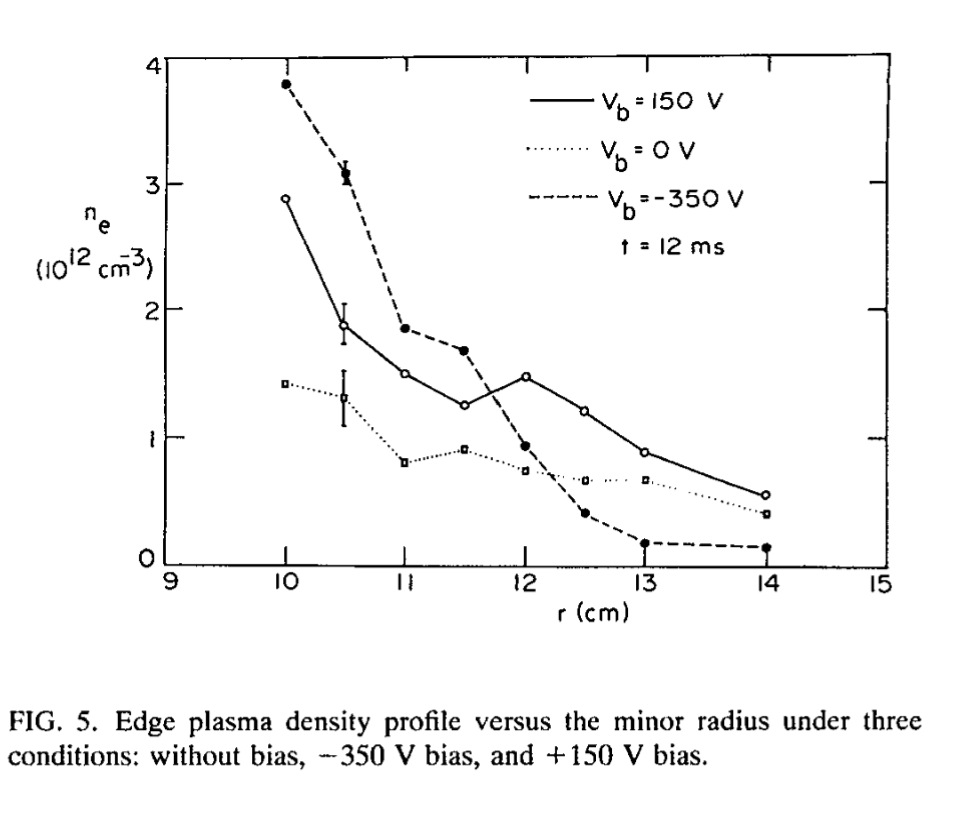 4
3
2
1
0
n_e
(10^12 cm^-3)
V_b = 150 V
V_b = 0 V
V_b = -350 V
t = 12 ms
9 10 11 12 13 14 15
r (cm)
FIG. 5. Edge plasma density profile versus the minor radius under three
conditions: without bias, −350 V bias, and +150 V bias.